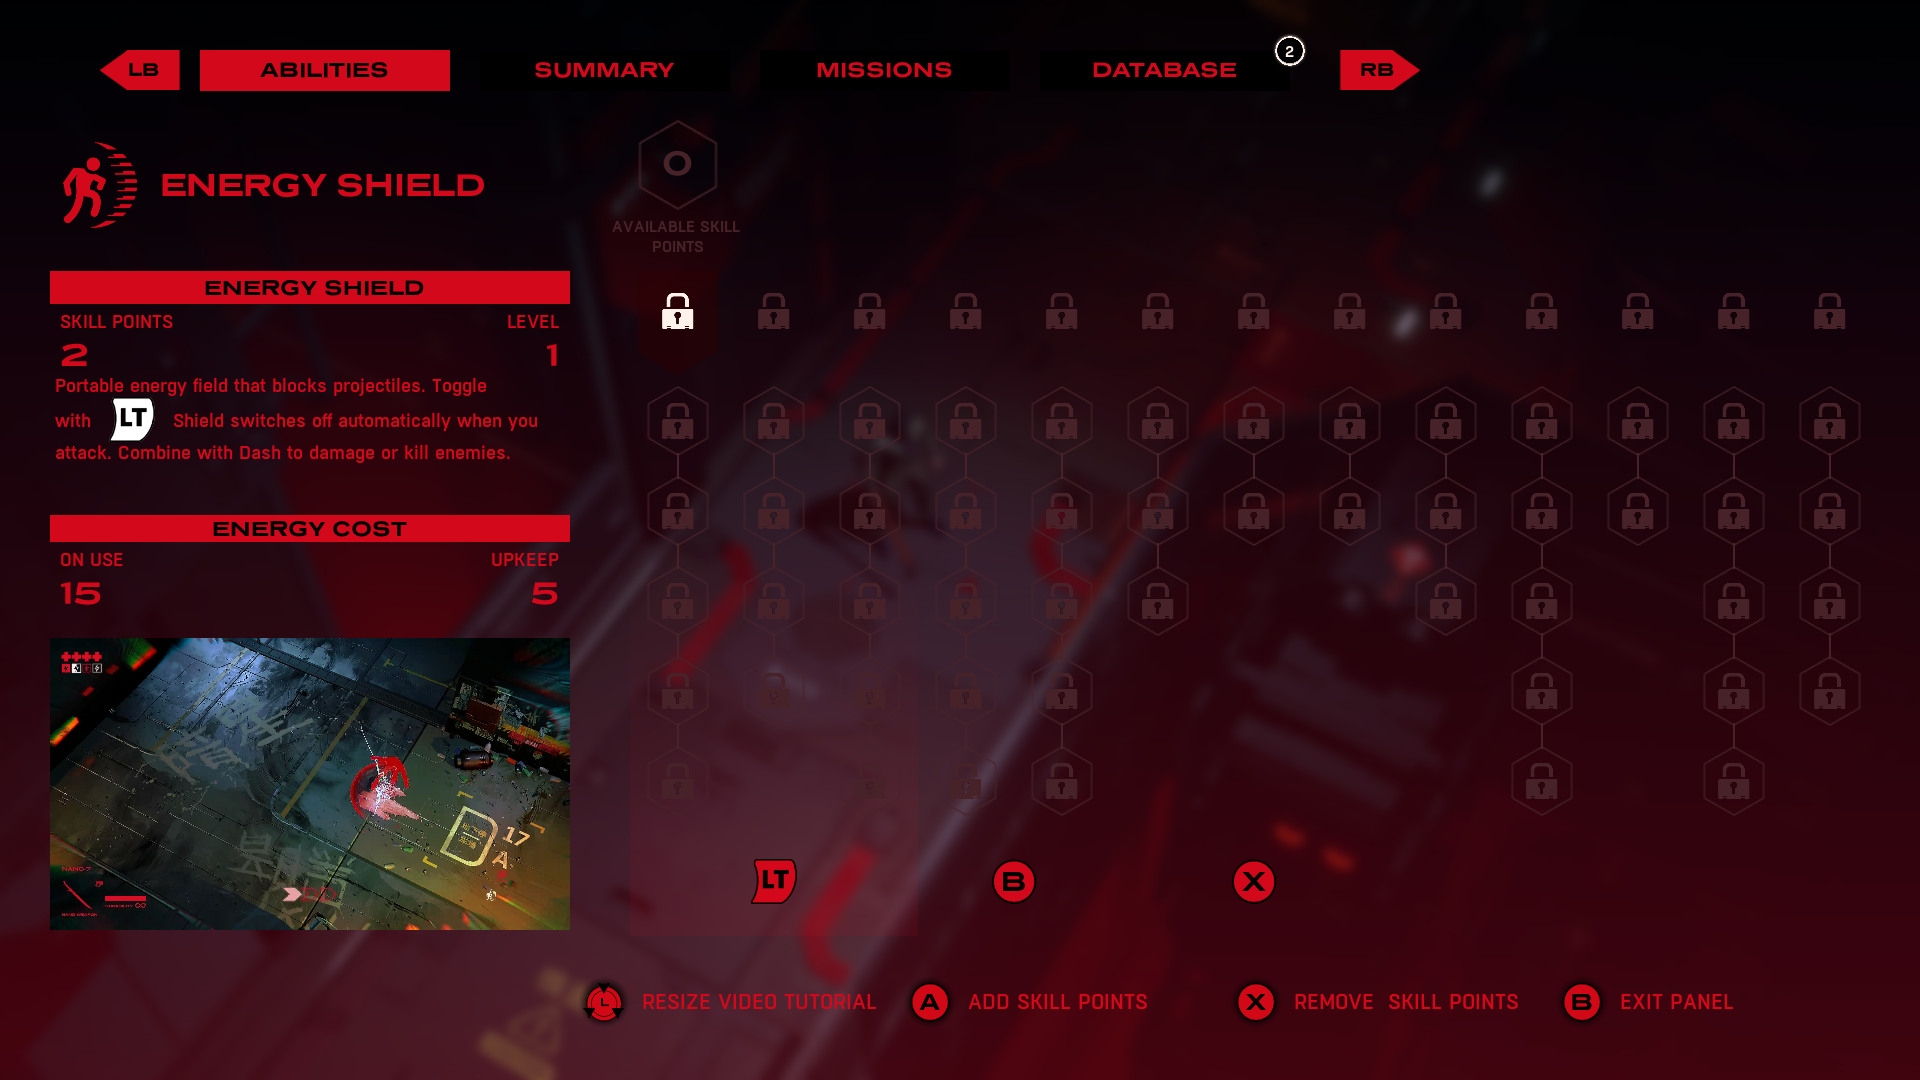 LB
ABILITIES
SUMMARY
MISSIONS
DATABASE
2
RB
ENERGY SHIELD
0
AVAILABLE SKILL
POINTS
ENERGY SHIELD
SKILL POINTS
LEVEL
2
1
Portable energy field that blocks projectiles. Toggle
with LT Shield switches off automatically when you
attack. Combine with Dash to damage or kill enemies.
ENERGY COST
ON USE
UPKEEP
15
5
17
A
NANO-7
LT
B
X
L
RESIZE VIDEO TUTORIAL
A
ADD SKILL POINTS
X
REMOVE SKILL POINTS
B
EXIT PANEL